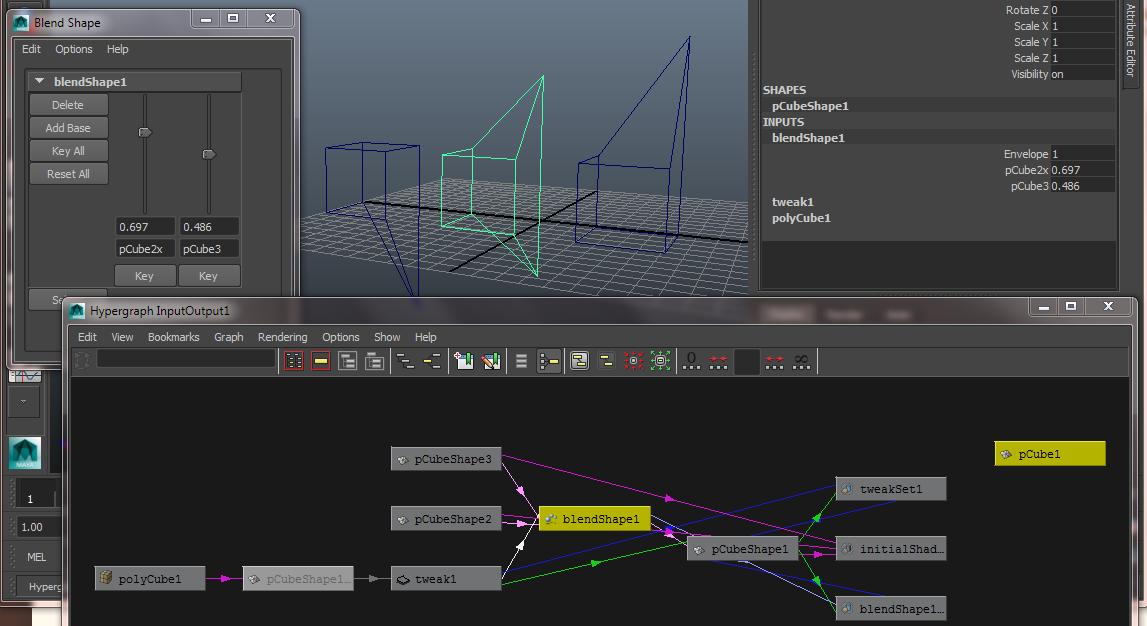 Blend Shape
Edit Options Help
blendShape1
Delete
Add Base
Key All
Reset All
0.697 0.486
pCube2x pCube3
Key Key
Rotate Z 0
Scale X 1
Scale Y 1
Scale Z 1
Visibility on
SHAPES
pCubeShape1
INPUTS
blendShape1
Envelope 1
pCube2x 0.697
pCube3 0.486
tweak1
polyCube1
Attribute Editor
Hypergraph InputOutput1
Edit View Bookmarks Graph Rendering Options Show Help
0 ∞
pCubeShape3
pCube1
tweakSet1
pCubeShape2
blendShape1
pCubeShape1
initialShad...
polyCube1
pCubeShape1...
tweak1
blendShape1...
MAYA
1
1.00
MEL
Hyperg